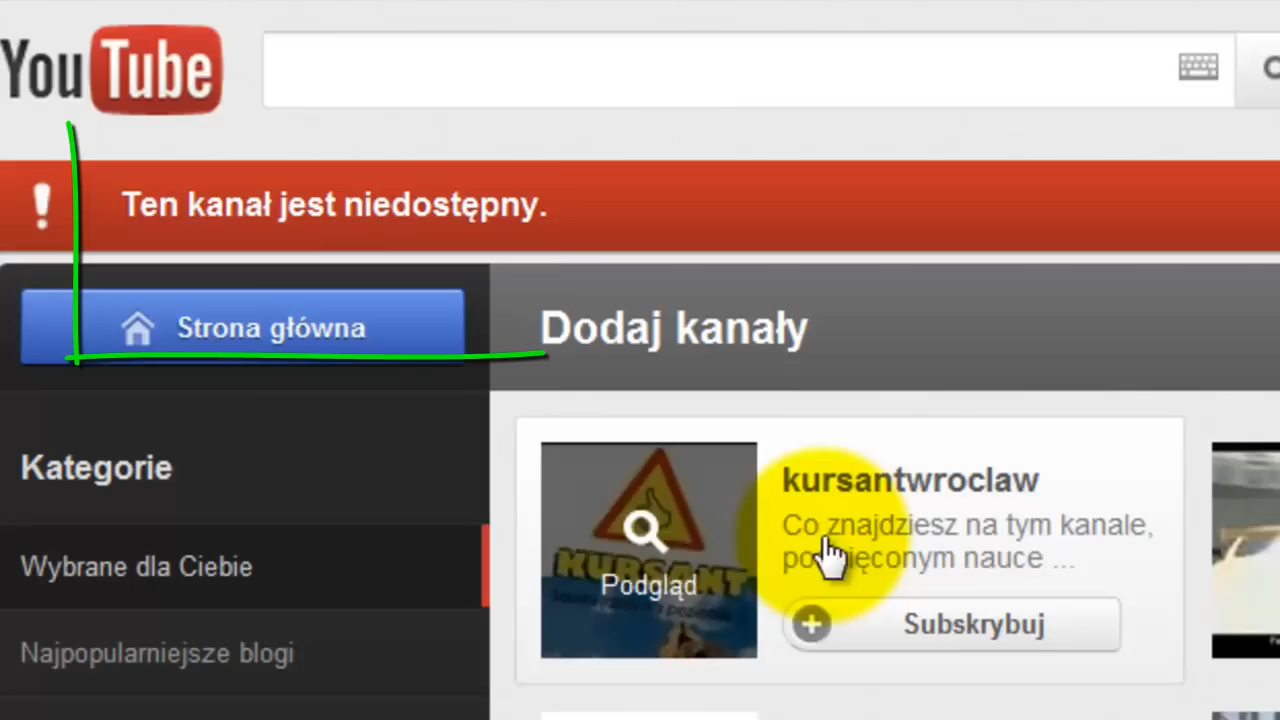 YouTube
Ten kanał jest niedostępny.
Strona główna
Dodaj kanały
Kategorie
Wybrane dla Ciebie
Najpopularniejsze blogi
KURSANT
Podgląd
kursantwroclaw
Co znajdziesz na tym kanale,
poświęconym nauce ...
Subskrybuj